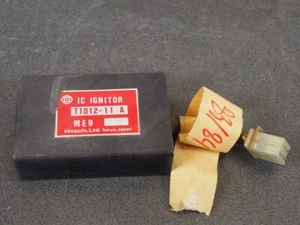 IC IGNITOR
TID12-11 A
ME9
Hitachi, Ltd. Tokyo Japan